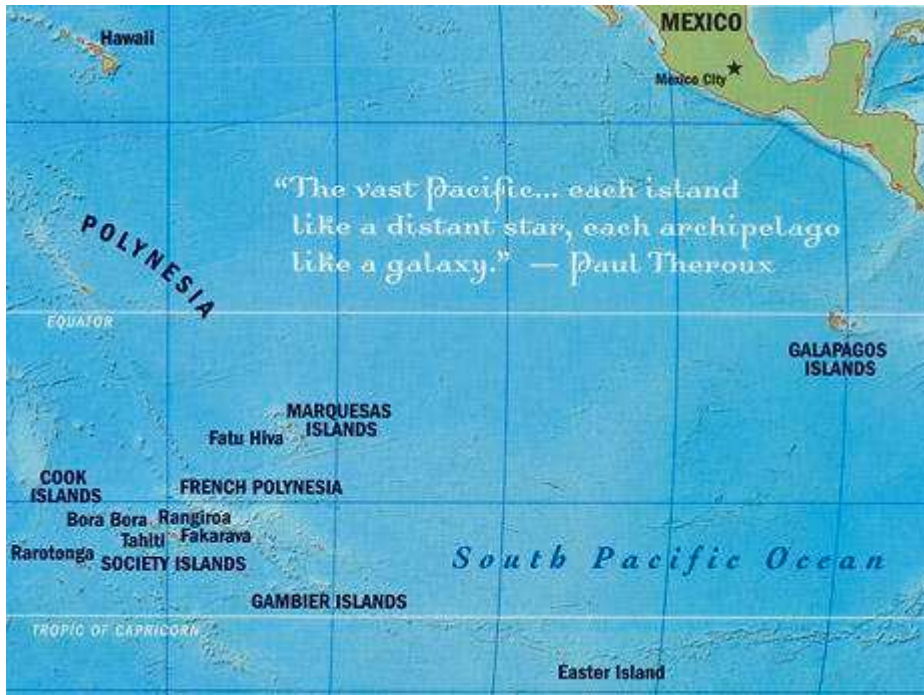 Hawaii
MEXICO
Mexico City
“The vast Pacific... each island
like a distant star, each archipelago
like a galaxy.” — Paul Theroux
POLYNESIA
EQUATOR
GALAPAGOS
ISLANDS
MARQUESAS
ISLANDS
Fatu Hiva
COOK
ISLANDS
FRENCH POLYNESIA
Bora Bora
Rangiroa
Tahiti
Fakarava
Rarotonga
SOCIETY ISLANDS
South Pacific Ocean
GAMBIER ISLANDS
TROPIC OF CAPRICORN
Easter Island